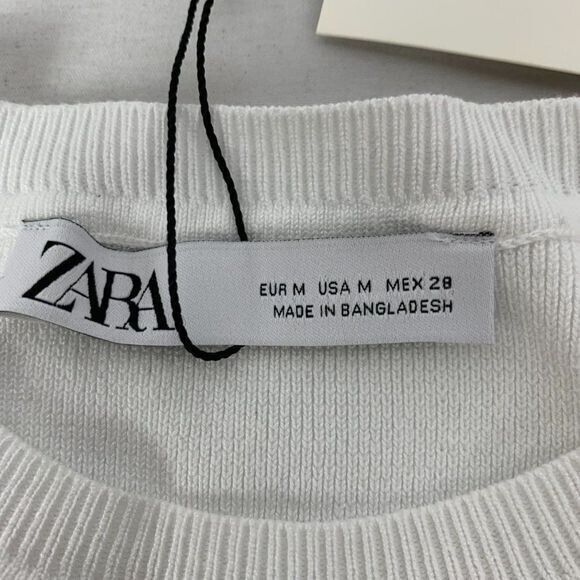 ZARA
EUR M USA M MEX 28
MADE IN BANGLADESH